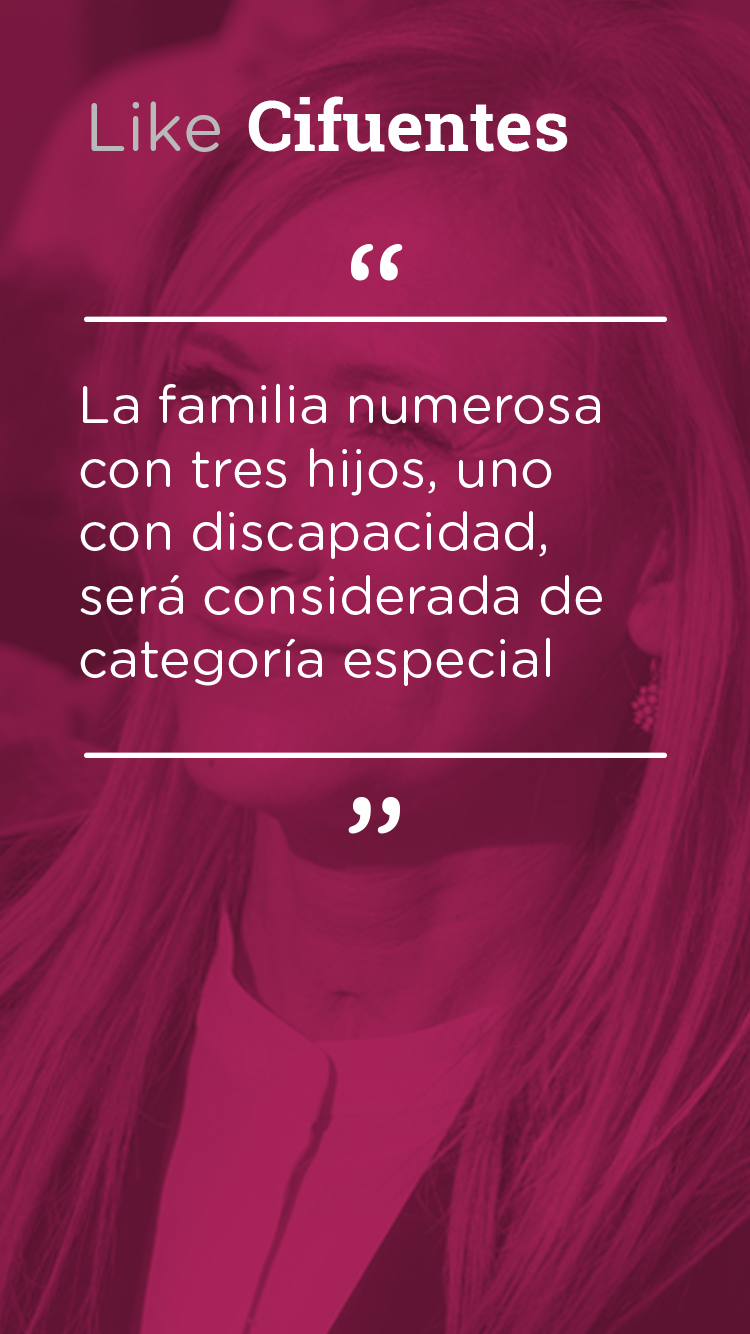 Like Cifuentes
“
La familia numerosa
con tres hijos, uno
con discapacidad,
será considerada de
categoría especial
”